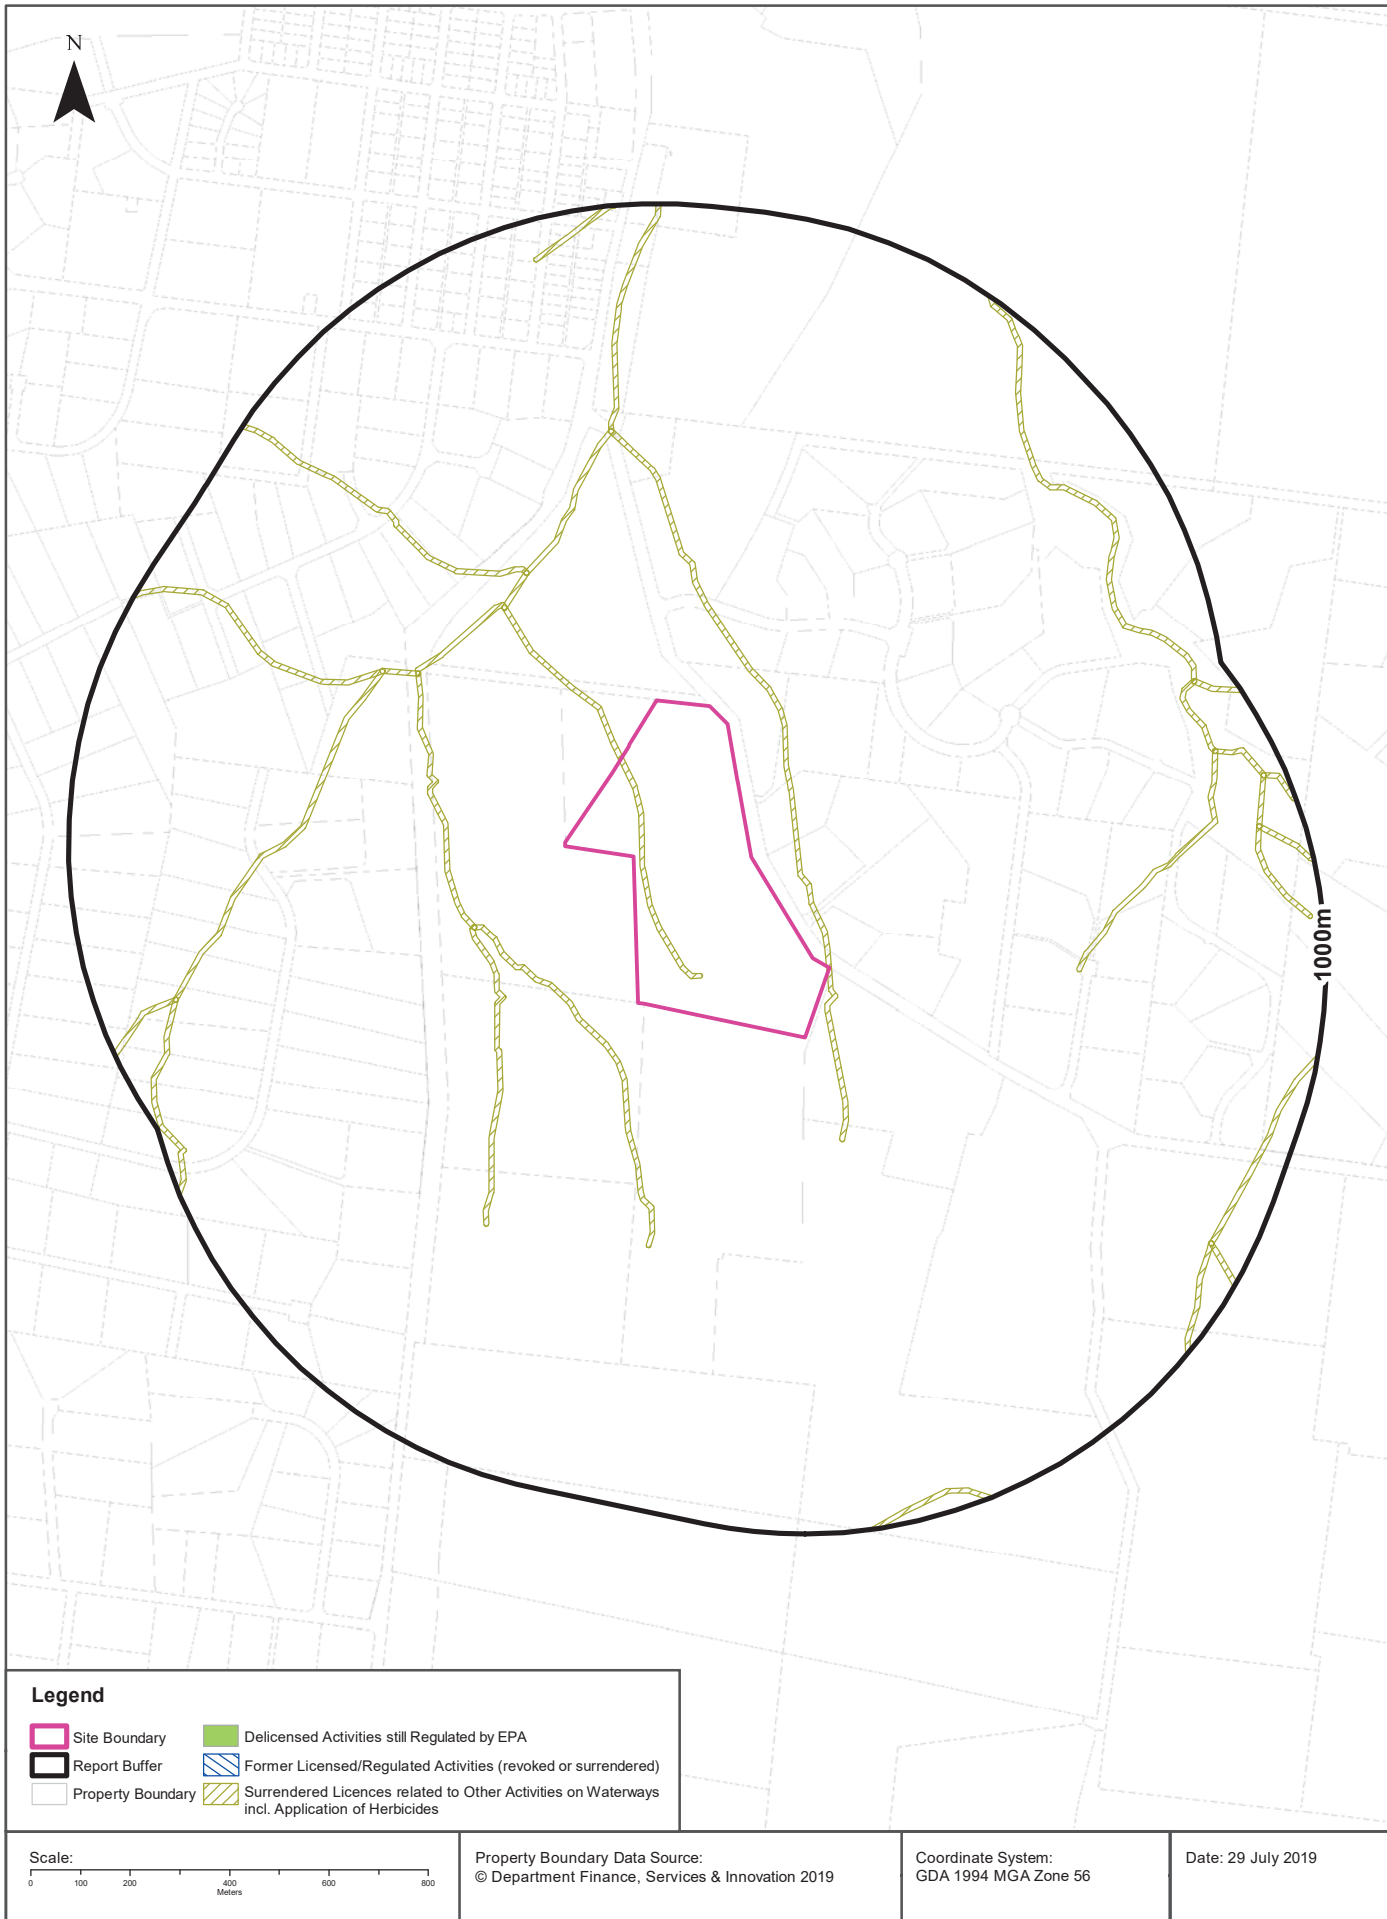 N
1000m
Legend
Site Boundary
Report Buffer
Property Boundary
Delicensed Activities still Regulated by EPA
Former Licensed/Regulated Activities (revoked or surrendered)
Surrendered Licences related to Other Activities on Waterways
incl. Application of Herbicides
Scale:
0 100 200 400 600 800
Meters
Property Boundary Data Source:
© Department Finance, Services & Innovation 2019
Coordinate System:
GDA 1994 MGA Zone 56
Date: 29 July 2019